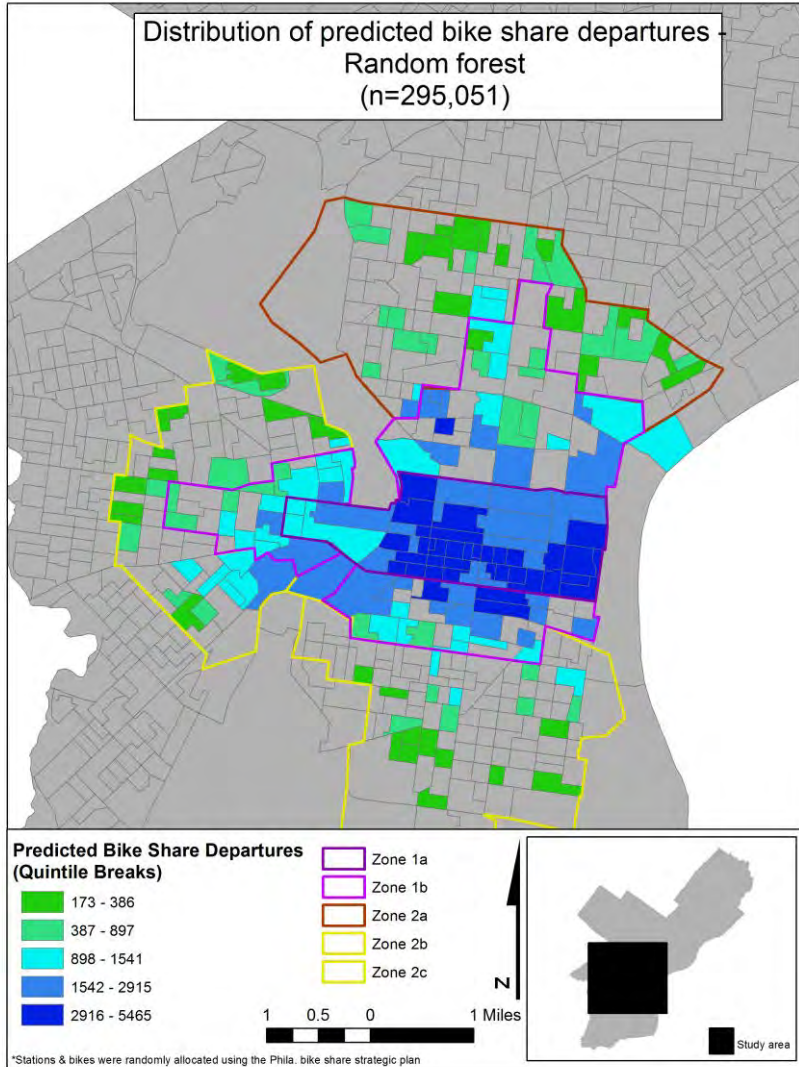 Distribution of predicted bike share departures -
Random forest
(n=295,051)
Predicted Bike Share Departures
(Quintile Breaks)
173 - 386
387 - 897
898 - 1541
1542 - 2915
2916 - 5465
Zone 1a
Zone 1b
Zone 2a
Zone 2b
Zone 2c
N
1 0.5 0 1 Miles
Study area
*Stations & bikes were randomly allocated using the Phila. bike share strategic plan